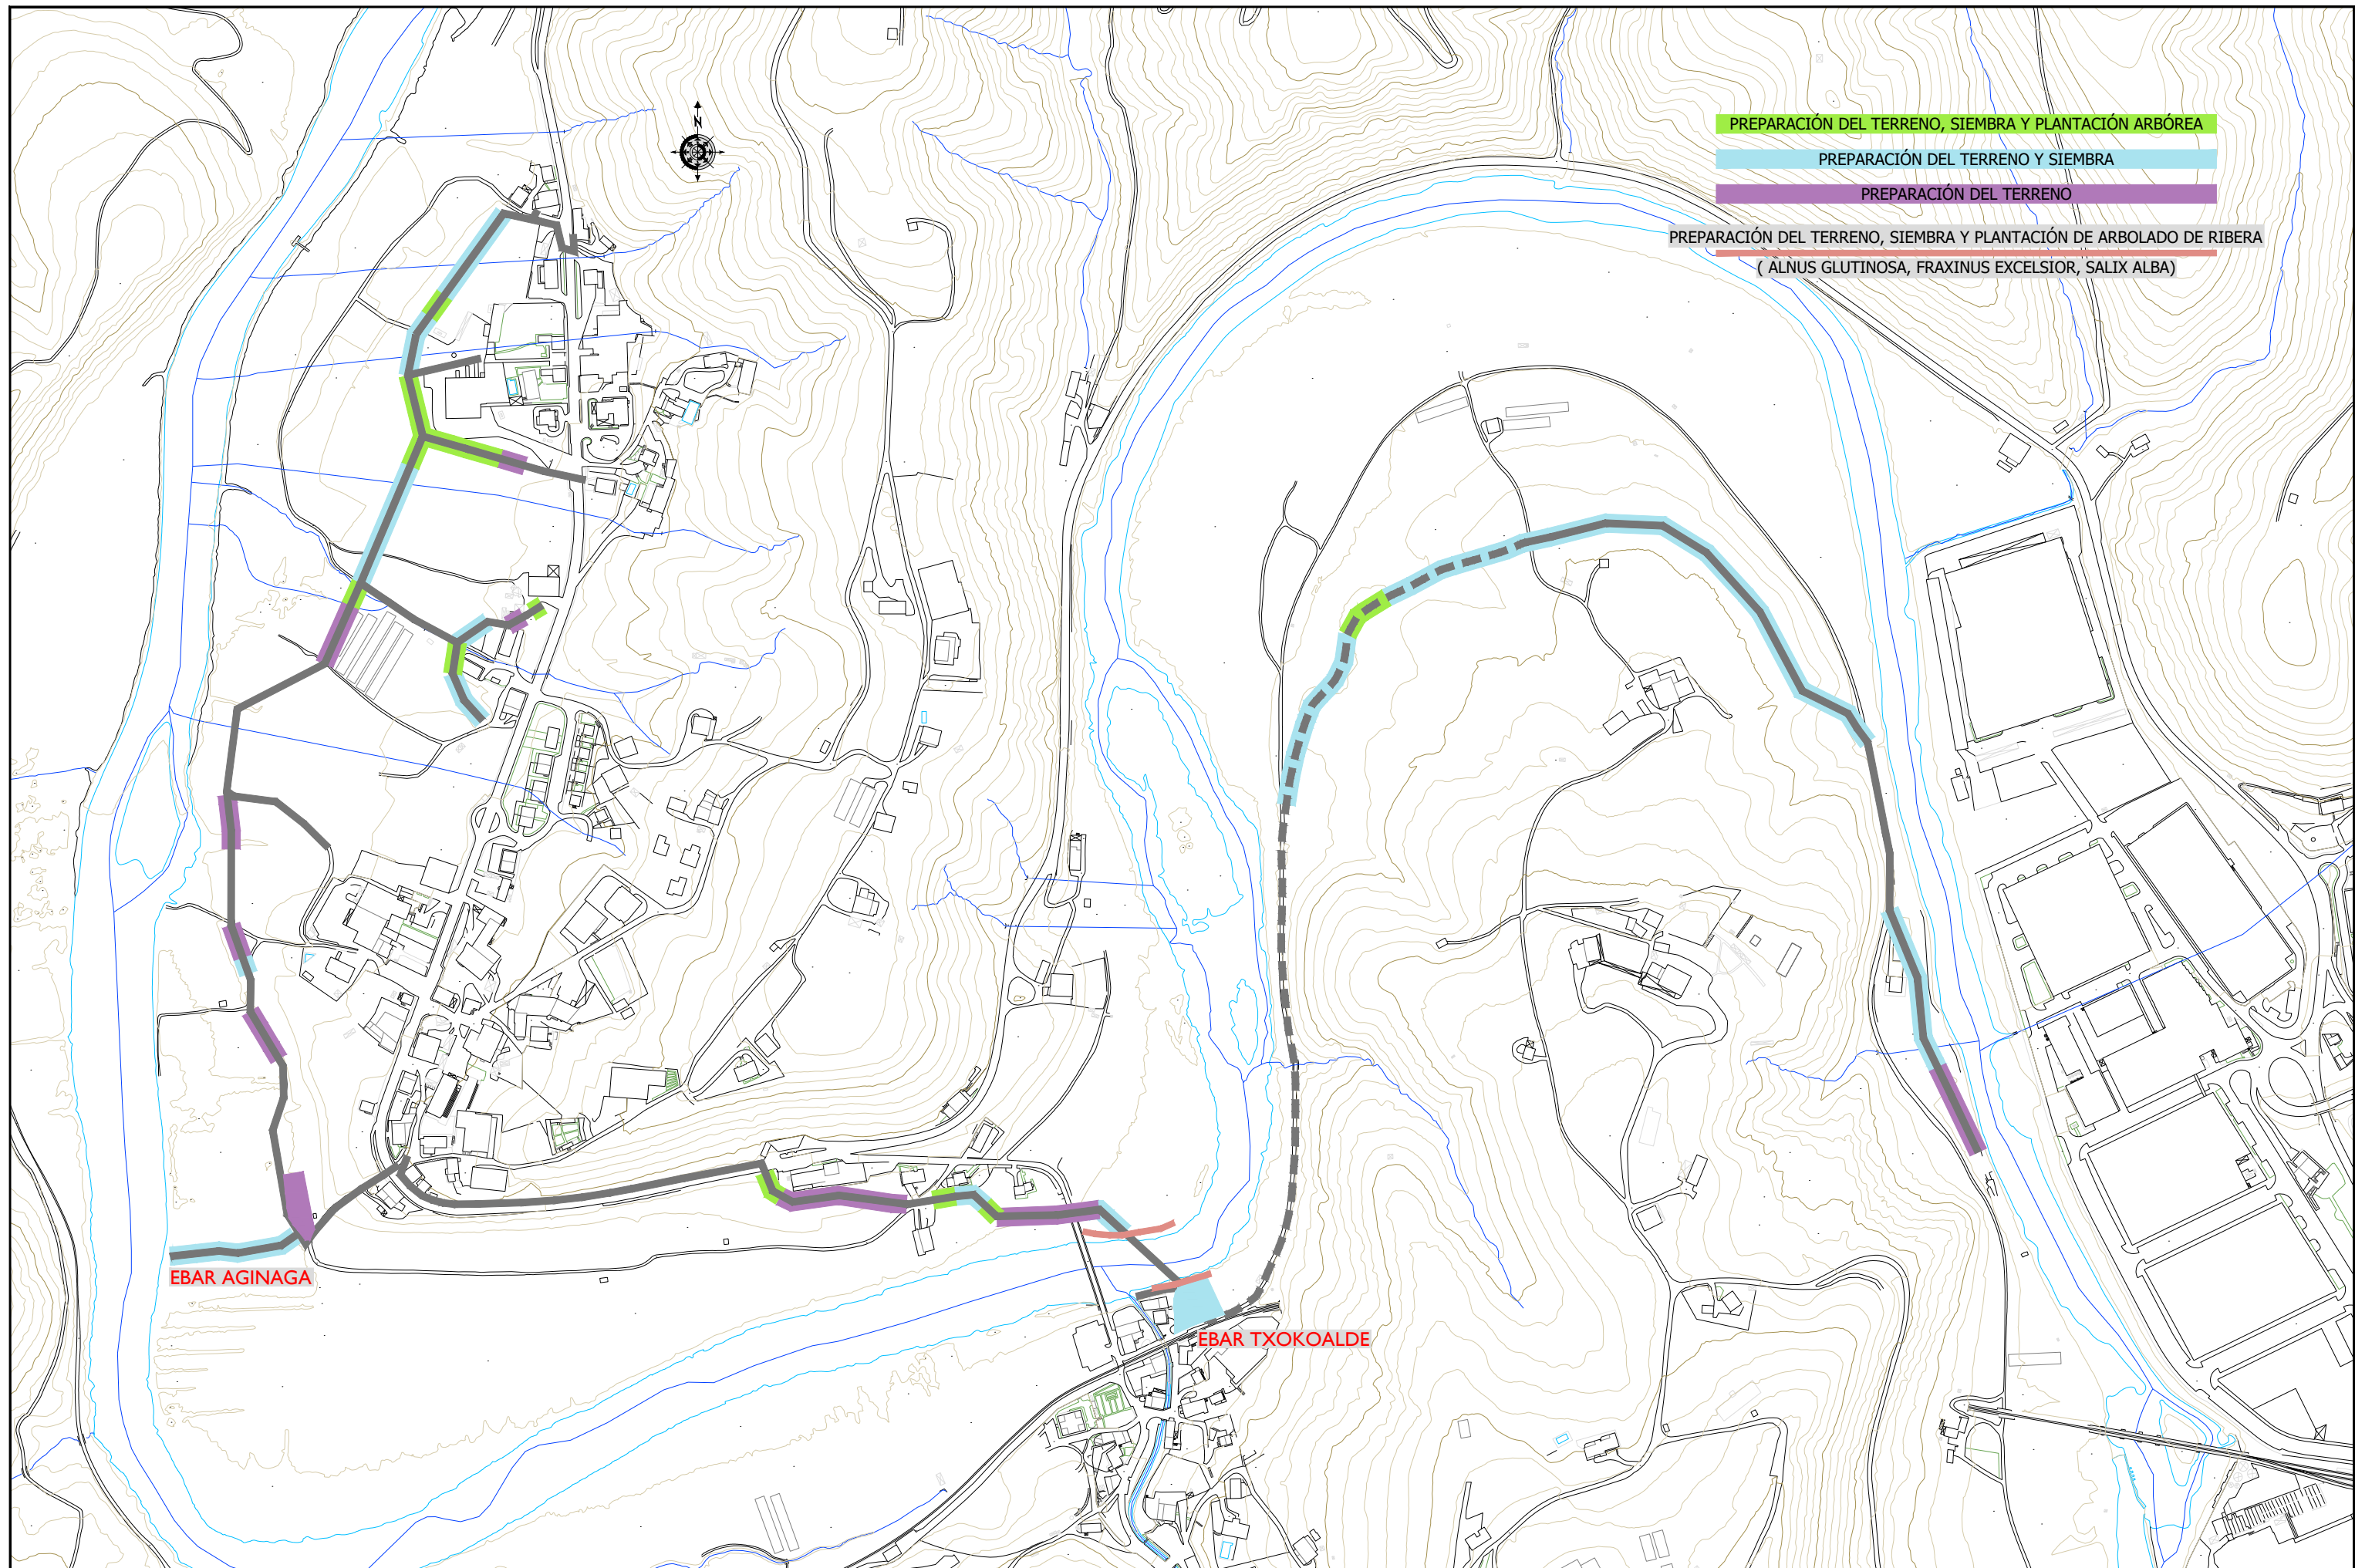 N
PREPARACIÓN DEL TERRENO, SIEMBRA Y PLANTACIÓN ARBÓREA
PREPARACIÓN DEL TERRENO Y SIEMBRA
PREPARACIÓN DEL TERRENO
PREPARACIÓN DEL TERRENO, SIEMBRA Y PLANTACIÓN DE ARBOLADO DE RIBERA
( ALNUS GLUTINOSA, FRAXINUS EXCELSIOR, SALIX ALBA)
EBAR AGINAGA
EBAR TXOKOALDE